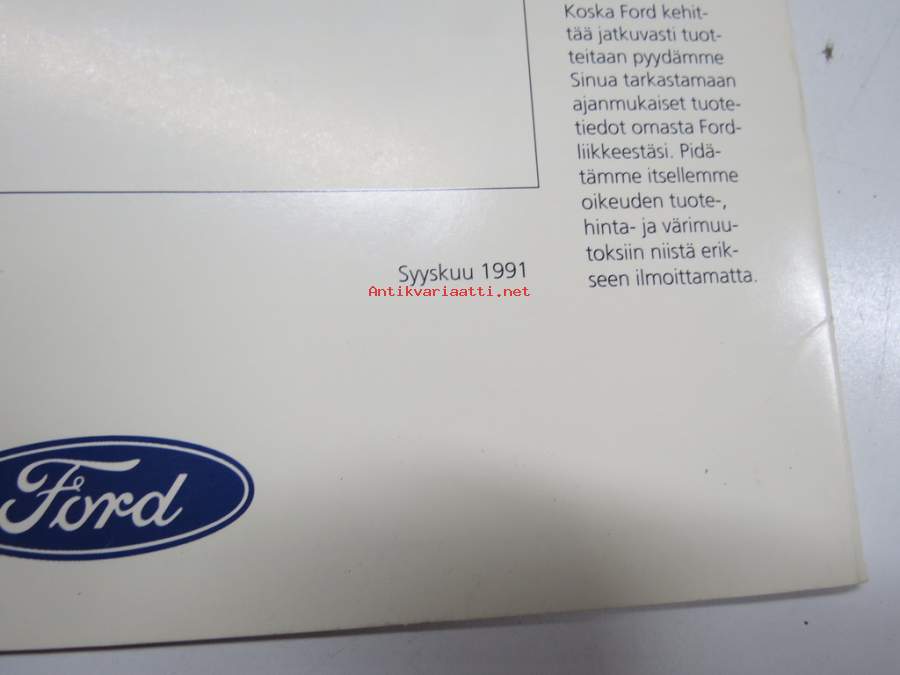 Koska Ford kehit-
tää jatkuvasti tuot-
teitaan pyydämme
Sinua tarkastamaan
ajanmukaiset tuote-
tiedot omasta Ford-
liikkeestäsi. Pidä-
tämme itsellemme
oikeuden tuote-,
hinta- ja värimuu-
toksiin niistä erik-
seen ilmoittamatta.
Syyskuu 1991
Antikvariaatti.net
Ford